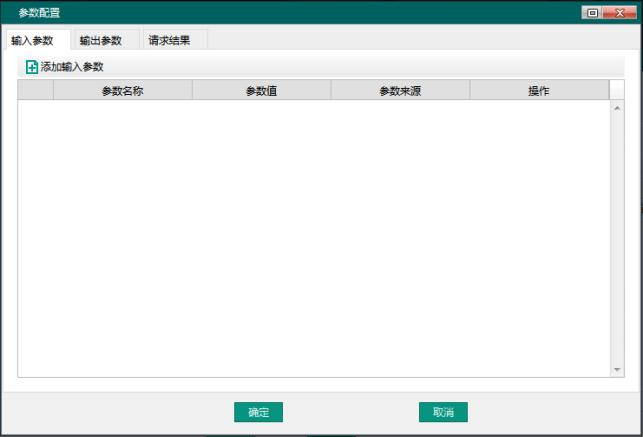 参数配置
输入参数 输出参数 请求结果
添加输入参数
参数名称 参数值 参数来源 操作
确定 取消